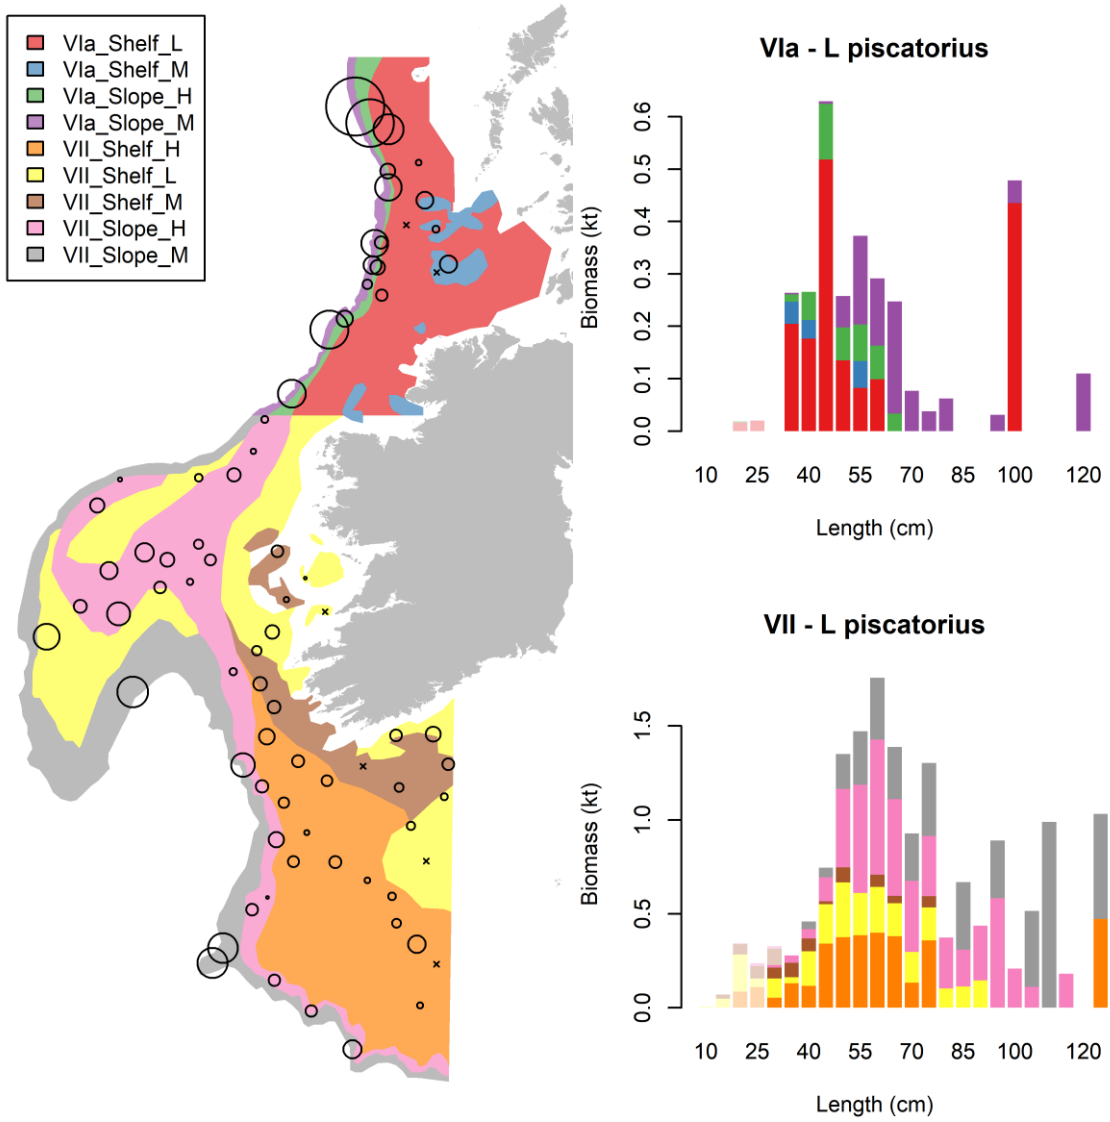 VIa_Shelf_L
VIa_Shelf_M
VIa_Slope_H
VIa_Slope_M
VII_Shelf_H
VII_Shelf_L
VII_Shelf_M
VII_Slope_H
VII_Slope_M
VIa - L piscatorius
Biomass (kt)
0.6
0.5
0.4
0.3
0.2
0.1
0.0
10 25 40 55 70 85 100 120
Length (cm)
VII - L piscatorius
Biomass (kt)
1.5
1.0
0.5
0.0
10 25 40 55 70 85 100 120
Length (cm)